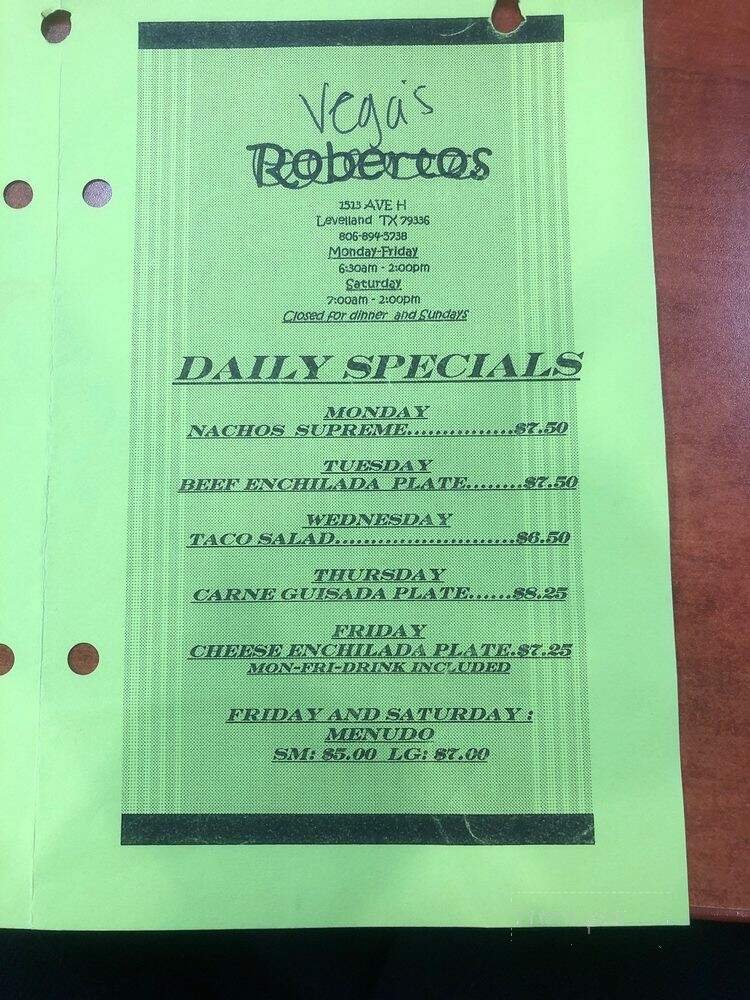 Vega's
Robertos
1513 AVE H
Levelland TX 79336
806-894-5738
Monday-Friday
6:30am - 2:00pm
Saturday
7:00am - 2:00pm
Closed for dinner and Sundays
DAILY SPECIALS
MONDAY
NACHOS SUPREME...............$7.50
TUESDAY
BEEF ENCHILADA PLATE........$7.50
WEDNESDAY
TACO SALAD.........................$6.50
THURSDAY
CARNE GUISADA PLATE......$8.25
FRIDAY
CHEESE ENCHILADA PLATE.$7.25
MON-FRI-DRINK INCLUDED
FRIDAY AND SATURDAY :
MENUDO
SM: $5.00 LG: $7.00